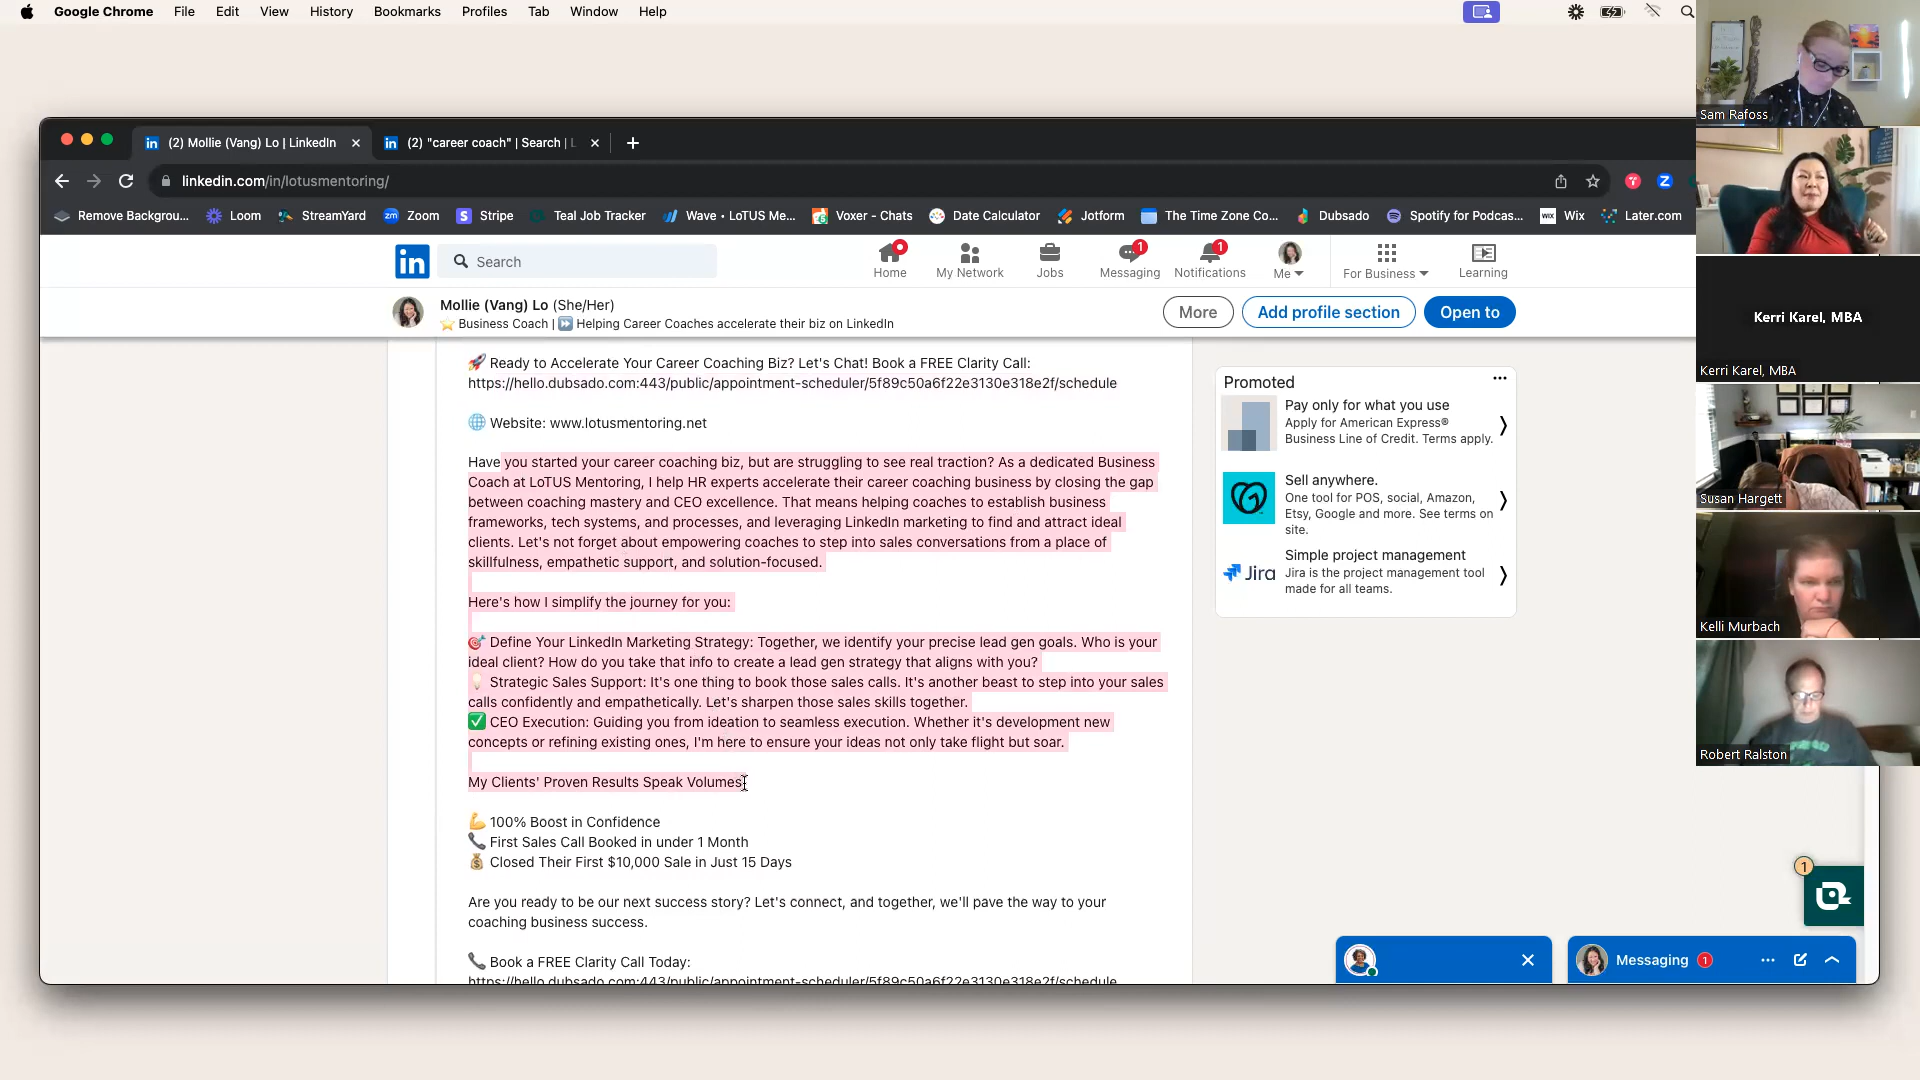 Google Chrome File Edit View History Bookmarks Profiles Tab Window Help
(2) Mollie (Vang) Lo | LinkedIn
(2) "career coach" | Search | L
linkedin.com/in/lotusmentoring/
Remove Backgrou... Loom StreamYard Zoom Stripe Teal Job Tracker Wave • LoTUS Me... Voxer - Chats Date Calculator Jotform The Time Zone Co... Dubsado Spotify for Podcas... Wix Later.com
Search
Home My Network Jobs Messaging Notifications Me For Business Learning
1
1
Mollie (Vang) Lo (She/Her)
⭐ Business Coach | ⏩ Helping Career Coaches accelerate their biz on LinkedIn
More
Add profile section
Open to
🚀 Ready to Accelerate Your Career Coaching Biz? Let's Chat! Book a FREE Clarity Call:
https://hello.dubsado.com:443/public/appointment-scheduler/5f89c50a6f22e3130e318e2f/schedule
🌐 Website: www.lotusmentoring.net
Have you started your career coaching biz, but are struggling to see real traction? As a dedicated Business
Coach at LoTUS Mentoring, I help HR experts accelerate their career coaching business by closing the gap
between coaching mastery and CEO excellence. That means helping coaches to establish business
frameworks, tech systems, and processes, and leveraging LinkedIn marketing to find and attract ideal
clients. Let's not forget about empowering coaches to step into sales conversations from a place of
skillfulness, empathetic support, and solution-focused.
Here's how I simplify the journey for you:
🎯 Define Your LinkedIn Marketing Strategy: Together, we identify your precise lead gen goals. Who is your
ideal client? How do you take that info to create a lead gen strategy that aligns with you?
💡 Strategic Sales Support: It's one thing to book those sales calls. It's another beast to step into your sales
calls confidently and empathetically. Let's sharpen those sales skills together.
✅ CEO Execution: Guiding you from ideation to seamless execution. Whether it's development new
concepts or refining existing ones, I'm here to ensure your ideas not only take flight but soar.
My Clients' Proven Results Speak Volumes:
💪 100% Boost in Confidence
📞 First Sales Call Booked in under 1 Month
💰 Closed Their First $10,000 Sale in Just 15 Days
Are you ready to be our next success story? Let's connect, and together, we'll pave the way to your
coaching business success.
📞 Book a FREE Clarity Call Today:
https://hello.dubsado.com:443/public/appointment-scheduler/5f89c50a6f22e3130e318e2f/schedule
Promoted
Pay only for what you use
Apply for American Express®
Business Line of Credit. Terms apply.
Sell anywhere.
One tool for POS, social, Amazon,
Etsy, Google and more. See terms on
site.
Jira
Simple project management
Jira is the project management tool
made for all teams.
1
Messaging 1
Sam Rafoss
Kerri Karel, MBA
Kerri Karel, MBA
Susan Hargett
Kelli Murbach
Robert Ralston